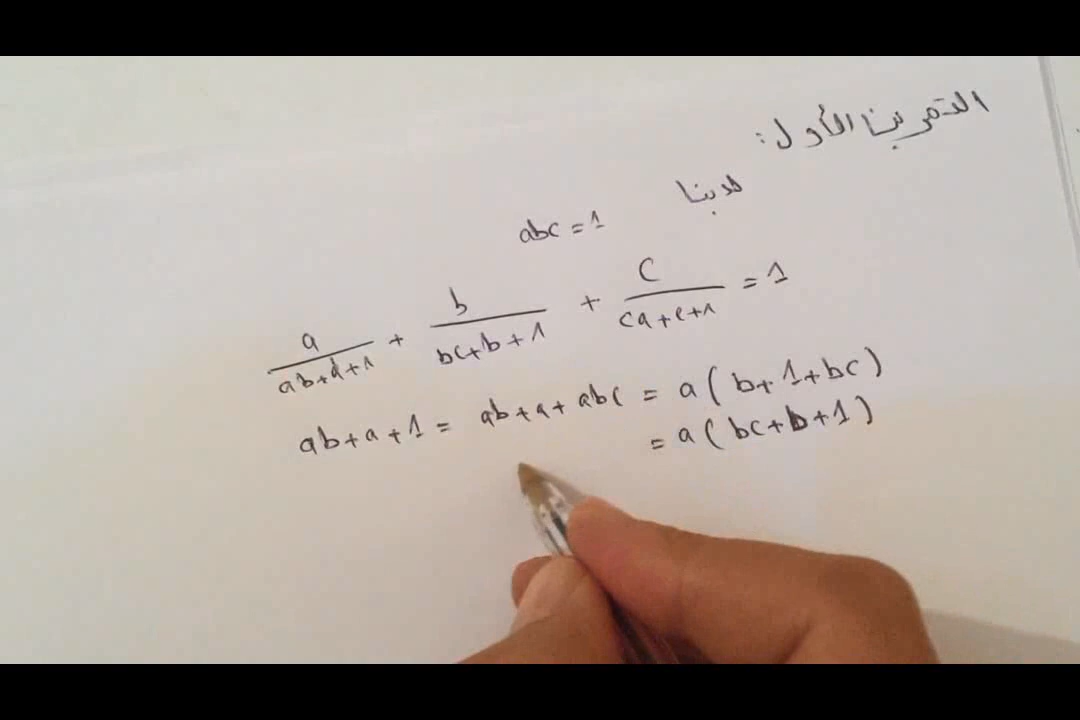 التمرين الأول:
لدينا
abc = 1
a/(ab+a+1) + b/(bc+b+1) + c/(ca+c+1) = 1
ab+a+1 = ab+a+abc = a(b+1+bc)
= a(bc+b+1)